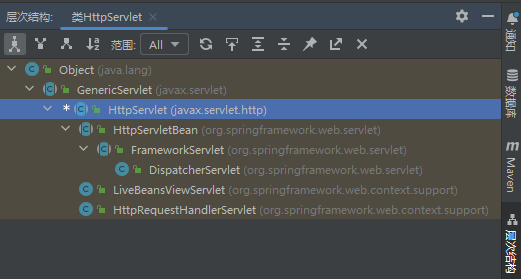 层次结构: 类HttpServlet
范围: All
Object (java.lang)
GenericServlet (javax.servlet)
* HttpServlet (javax.servlet.http)
HttpServletBean (org.springframework.web.servlet)
FrameworkServlet (org.springframework.web.servlet)
DispatcherServlet (org.springframework.web.servlet)
LiveBeansViewServlet (org.springframework.web.context.support)
HttpRequestHandlerServlet (org.springframework.web.context.support)
通知
数据库
Maven
层次结构